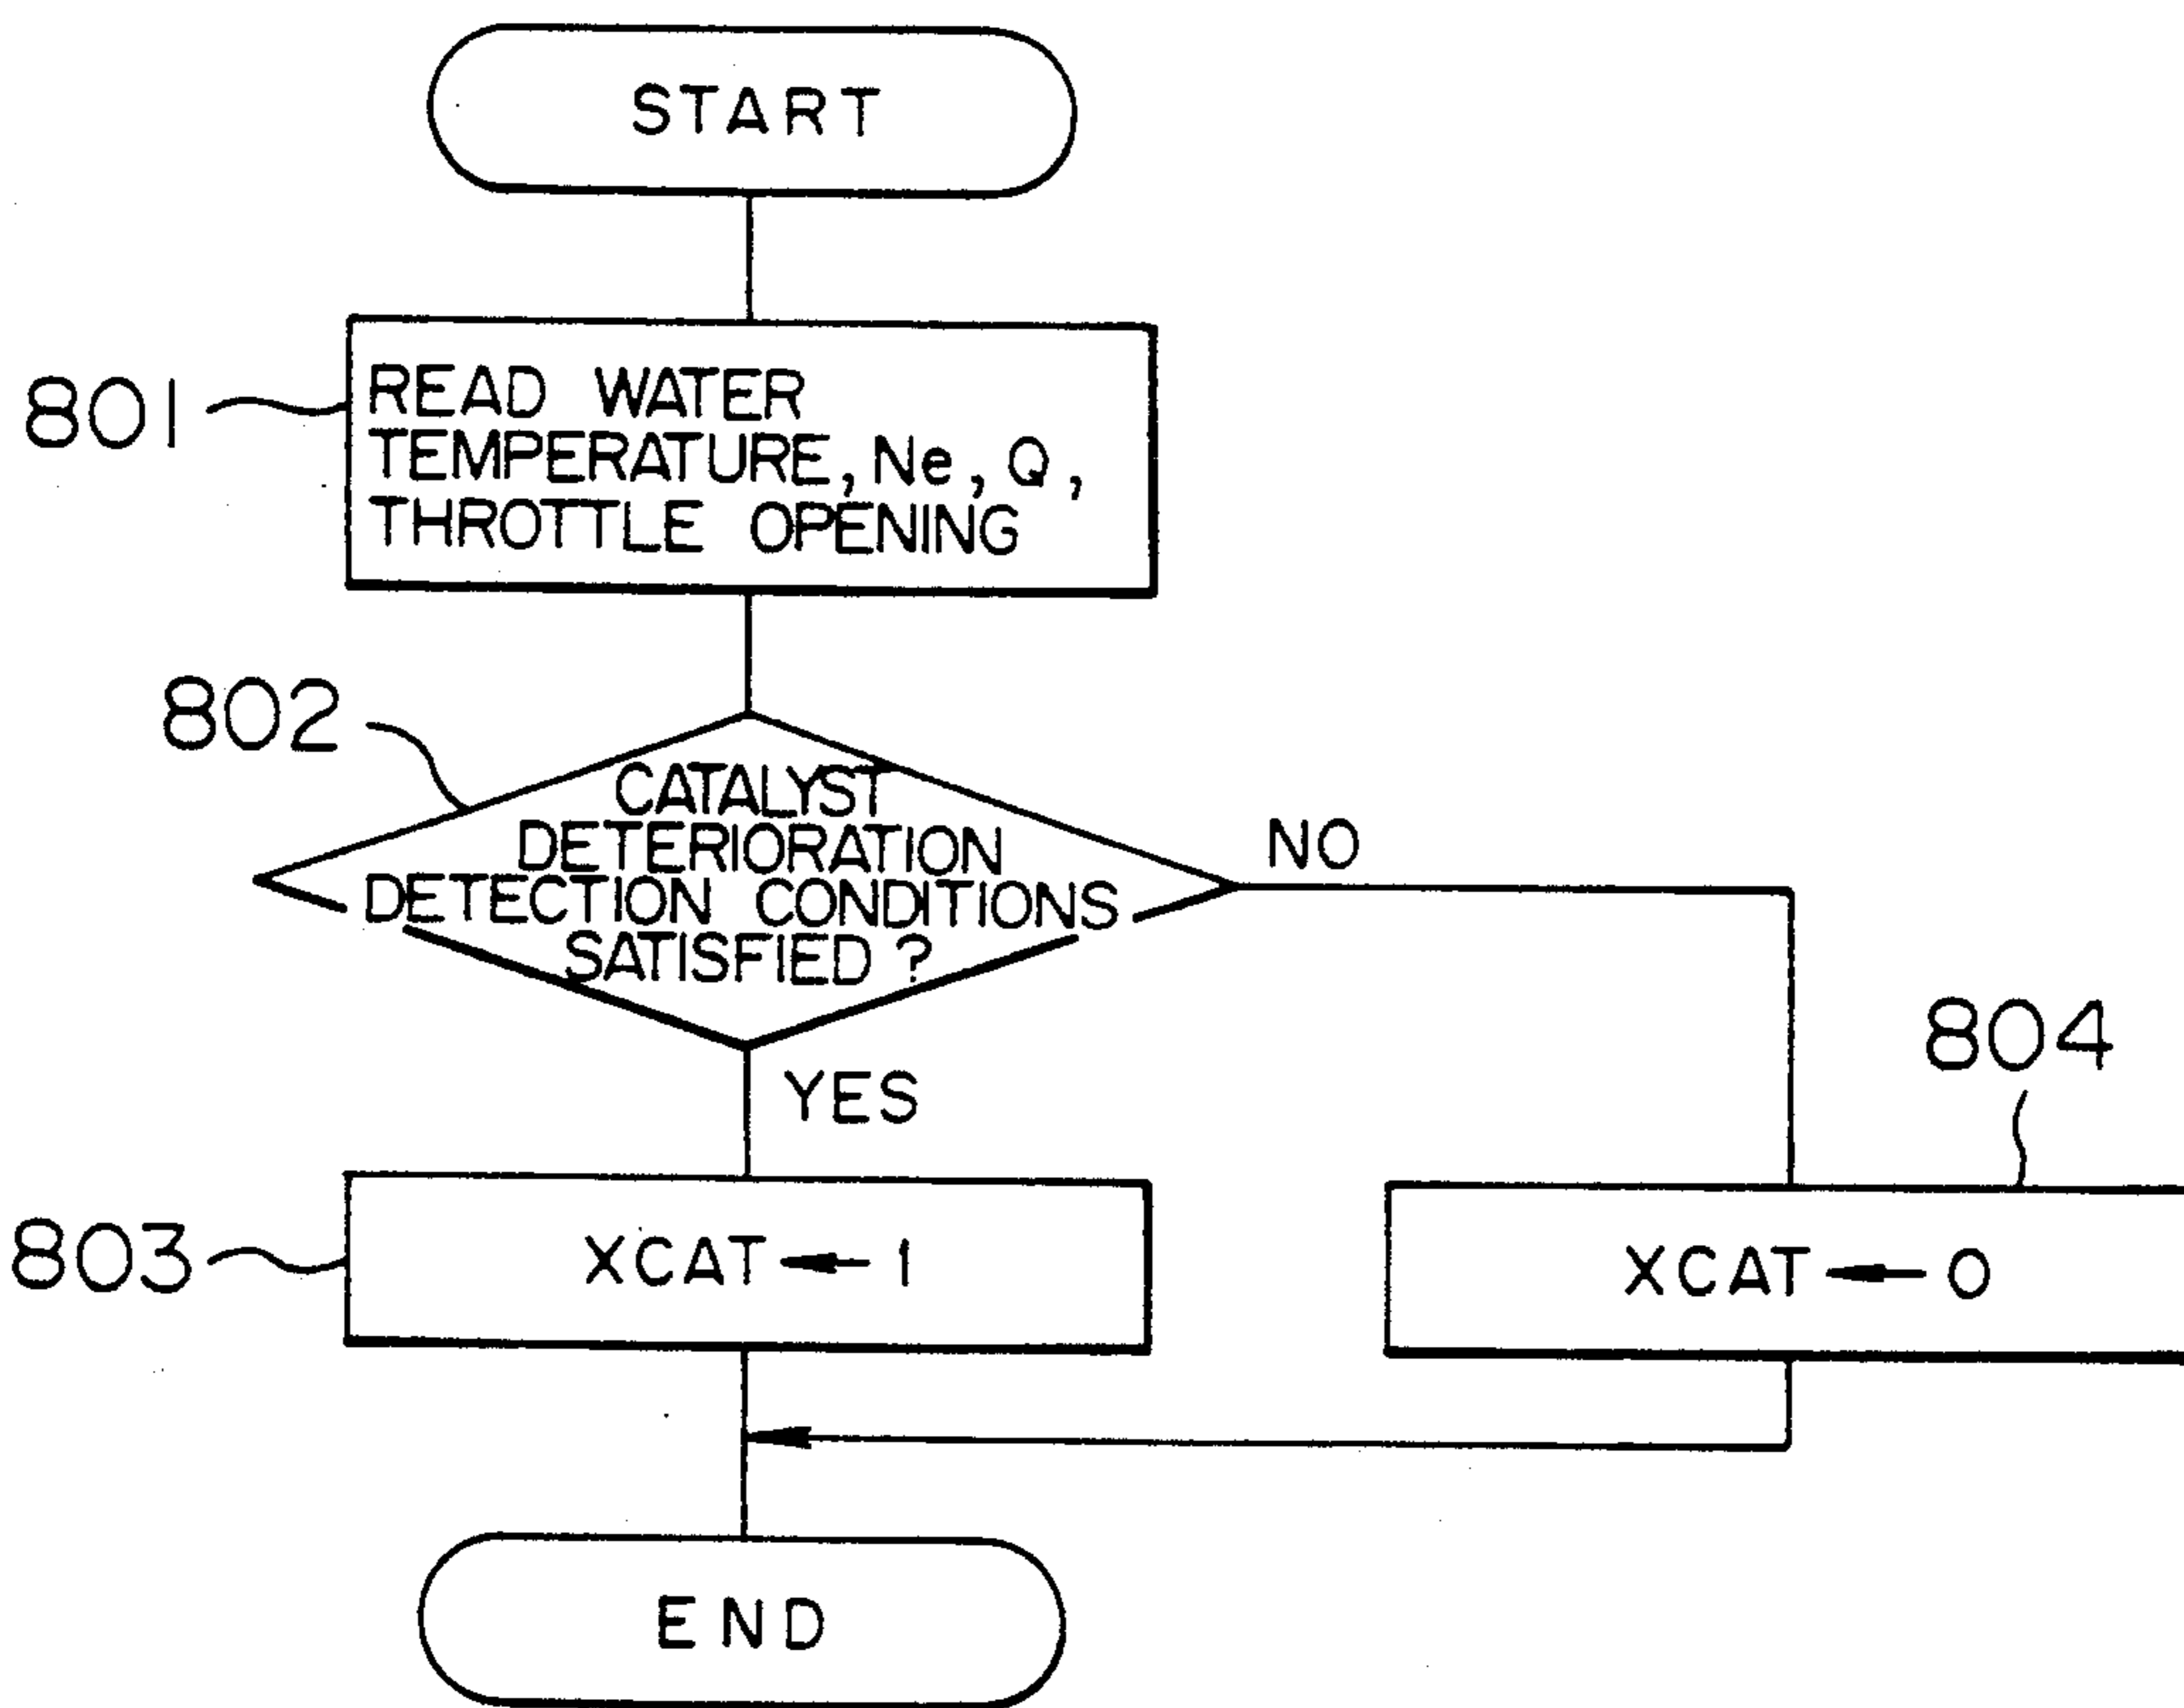 START
801
READ WATER
TEMPERATURE, Ne, Q,
THROTTLE OPENING
802
CATALYST
DETERIORATION
DETECTION CONDITIONS
SATISFIED ?
NO
YES
804
803
XCAT ← 1
XCAT ← 0
END